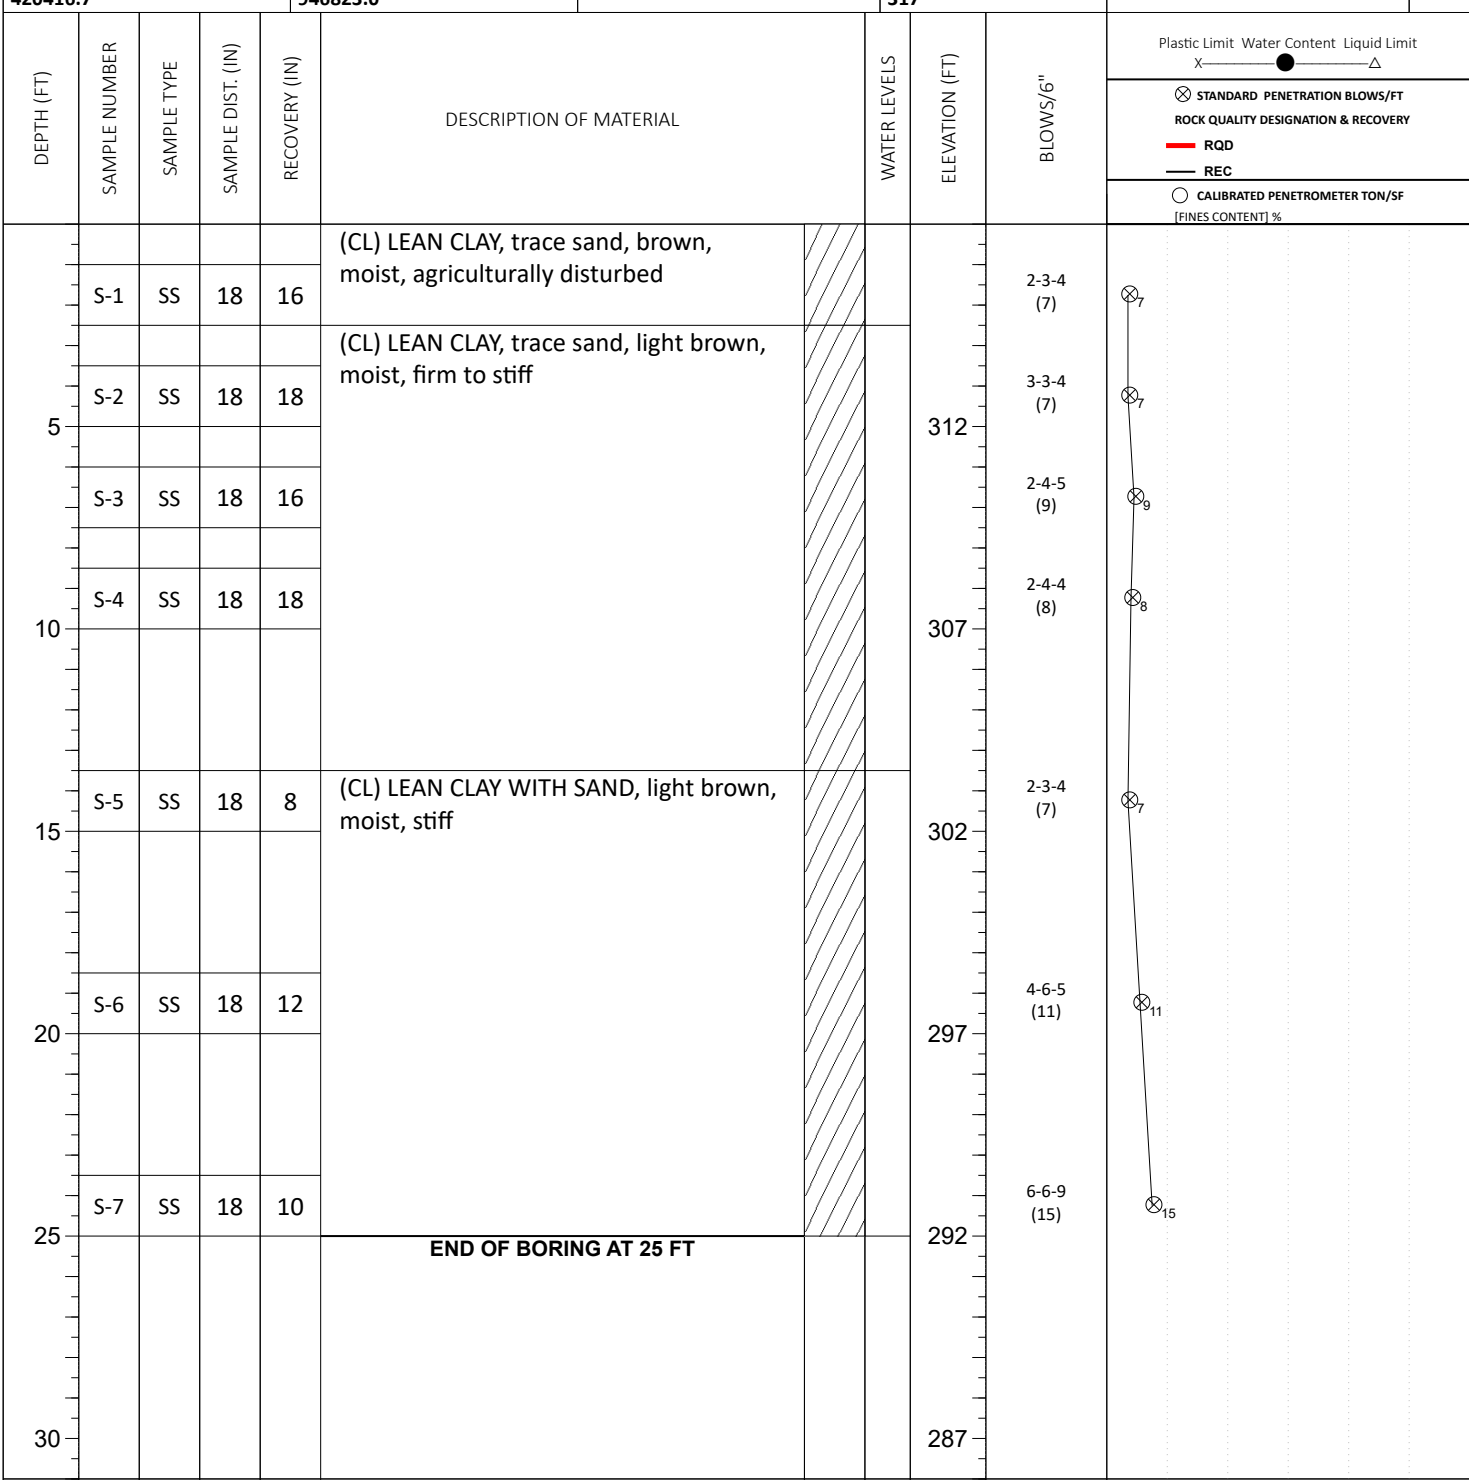 317
DEPTH (FT)
SAMPLE NUMBER
SAMPLE TYPE
SAMPLE DIST. (IN)
RECOVERY (IN)
DESCRIPTION OF MATERIAL
WATER LEVELS
ELEVATION (FT)
BLOWS/6"
Plastic Limit Water Content Liquid Limit
X
STANDARD PENETRATION BLOWS/FT
ROCK QUALITY DESIGNATION & RECOVERY
RQD
REC
CALIBRATED PENETROMETER TON/SF
[FINES CONTENT] %
(CL) LEAN CLAY, trace sand, brown,
moist, agriculturally disturbed
S-1 SS 18 16
2-3-4
(7)
7
(CL) LEAN CLAY, trace sand, light brown,
moist, firm to stiff
S-2 SS 18 18
3-3-4
(7)
7
5
312
S-3 SS 18 16
2-4-5
(9)
9
S-4 SS 18 18
2-4-4
(8)
8
10
307
(CL) LEAN CLAY WITH SAND, light brown,
moist, stiff
S-5 SS 18 8
2-3-4
(7)
7
15
302
S-6 SS 18 12
4-6-5
(11)
11
20
297
S-7 SS 18 10
6-6-9
(15)
15
25
292
END OF BORING AT 25 FT
30
287